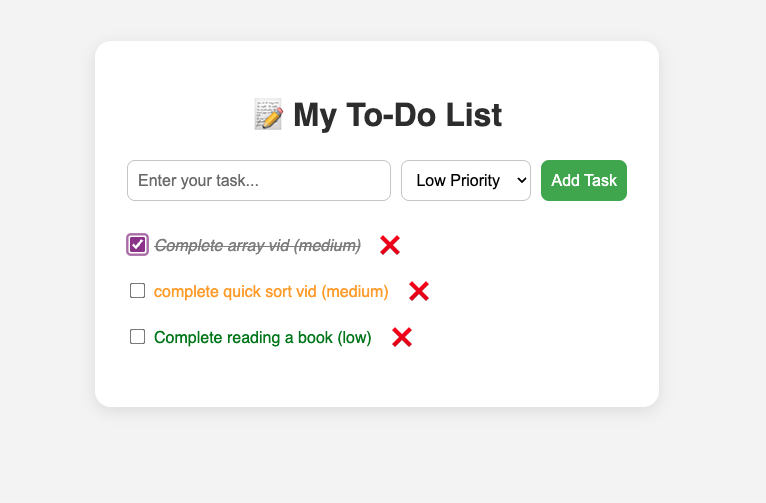 📝 My To-Do List
Enter your task... Low Priority Add Task
Complete array vid (medium) ❌
complete quick sort vid (medium) ❌
Complete reading a book (low) ❌